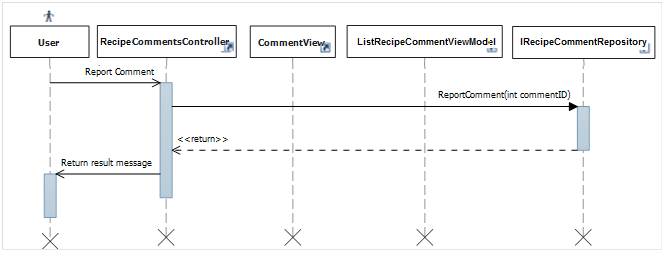 User
RecipeCommentsController
CommentView
ListRecipeCommentViewModel
IRecipeCommentRepository
Report Comment
ReportComment(int commentID)
<<return>>
Return result message